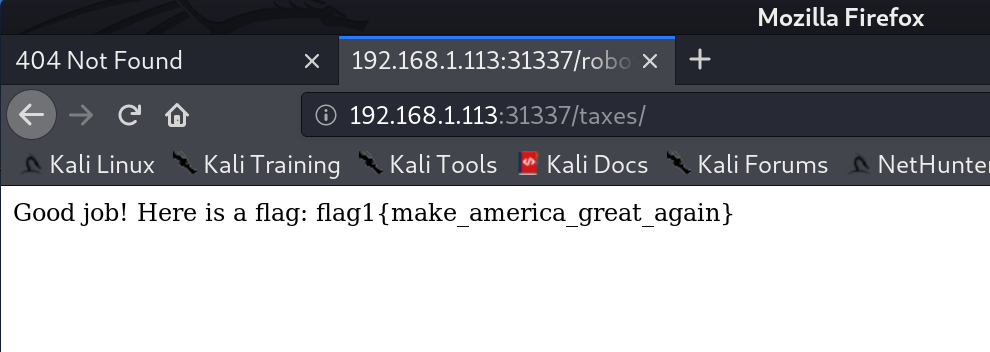 Mozilla Firefox
404 Not Found
192.168.1.113:31337/robo
192.168.1.113:31337/taxes/
Kali Linux Kali Training Kali Tools Kali Docs Kali Forums NetHunte
Good job! Here is a flag: flag1{make_america_great_again}